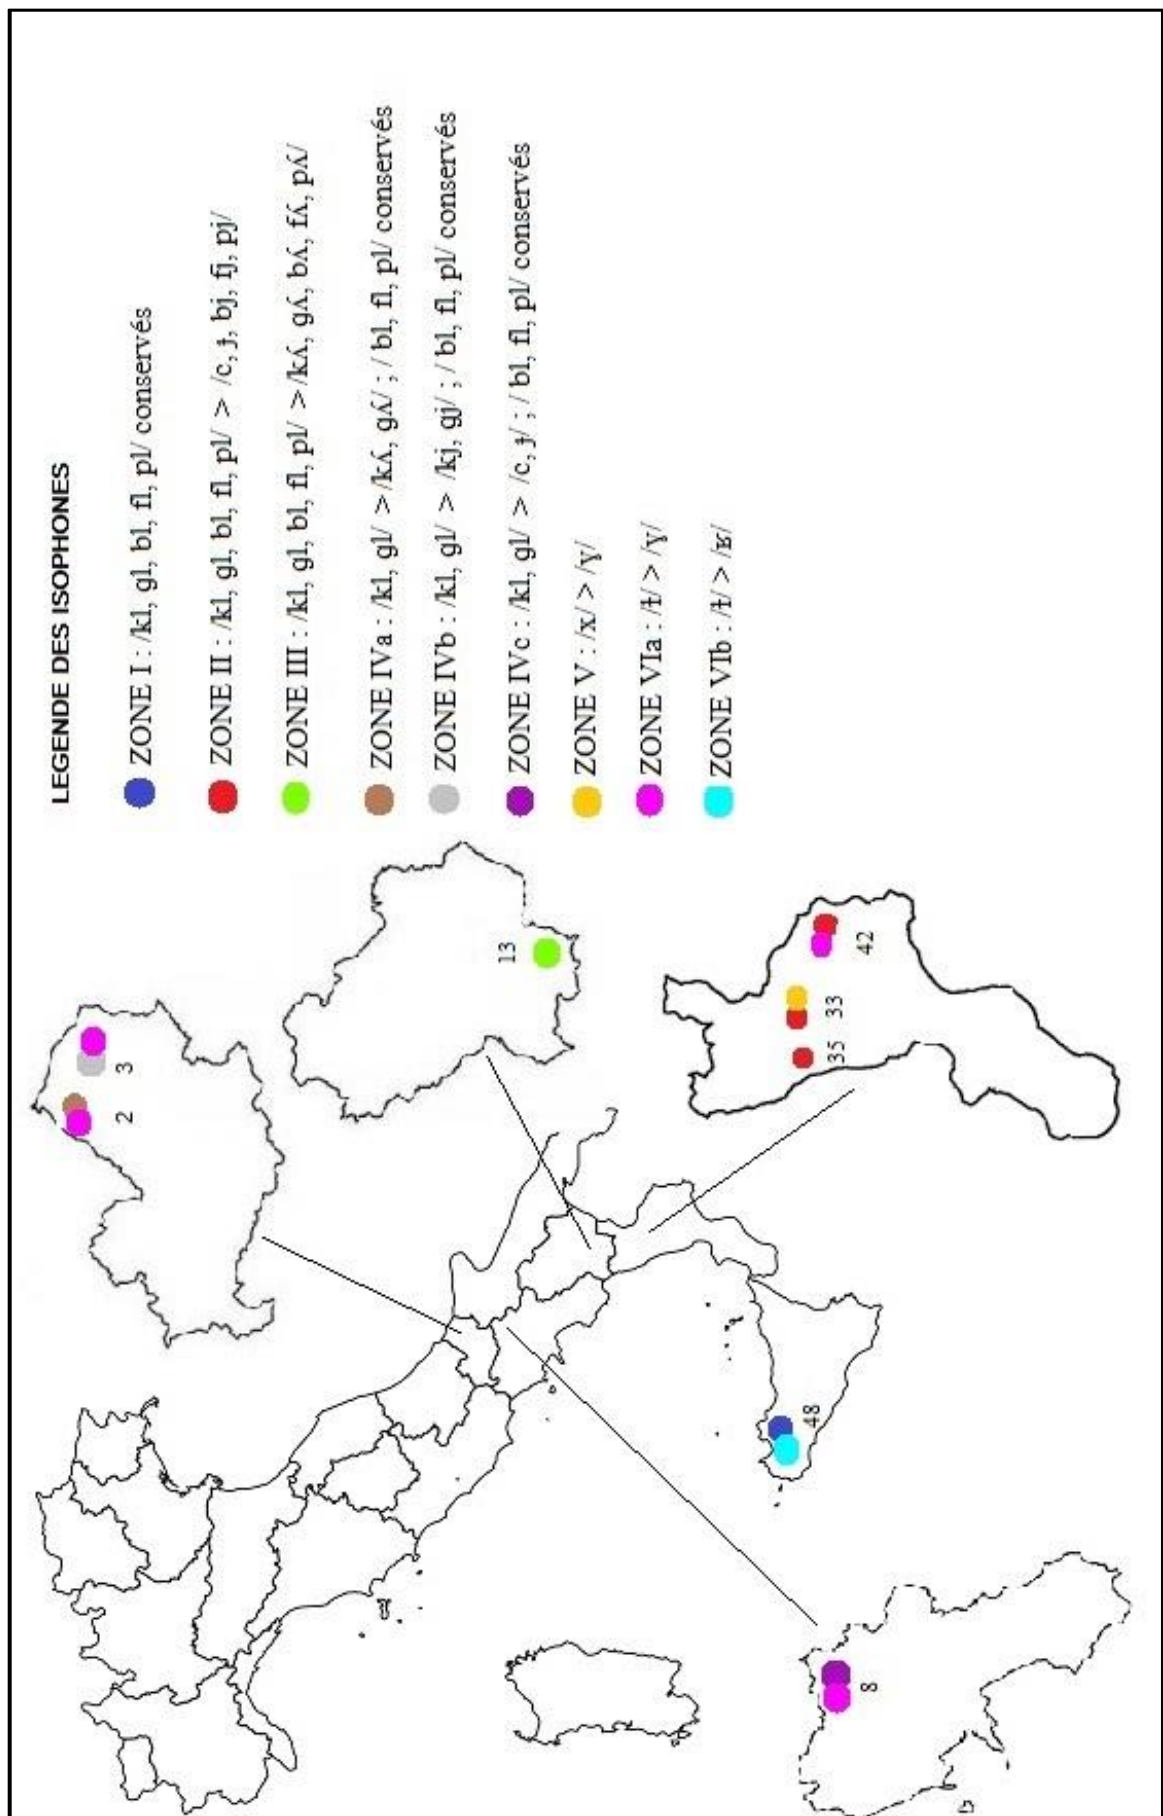 LEGENDE DES ISOPHONES
ZONE I : /kl, gl, bl, fl, pl/ conservés
ZONE II : /kl, gl, bl, fl, pl/ > /c, ɟ, bj, fj, pj/
ZONE III : /kl, gl, bl, fl, pl/ >/kʎ, gʎ, bʎ, fʎ, pʎ/
ZONE IVa : /kl, gl/ >/kʎ, gʎ/ ; / bl, fl, pl/ conservés
ZONE IVb : /kl, gl/ > /kj, gj/ ; / bl, fl, pl/ conservés
ZONE IVc : /kl, gl/ > /c, ɟ/ ; / bl, fl, pl/ conservés
ZONE V : /x/ > /ɣ/
ZONE VIa : /ɫ/ > /ɣ/
ZONE VIb : /ɫ/ > /ʁ/
2
3
13
35
33
42
48
8